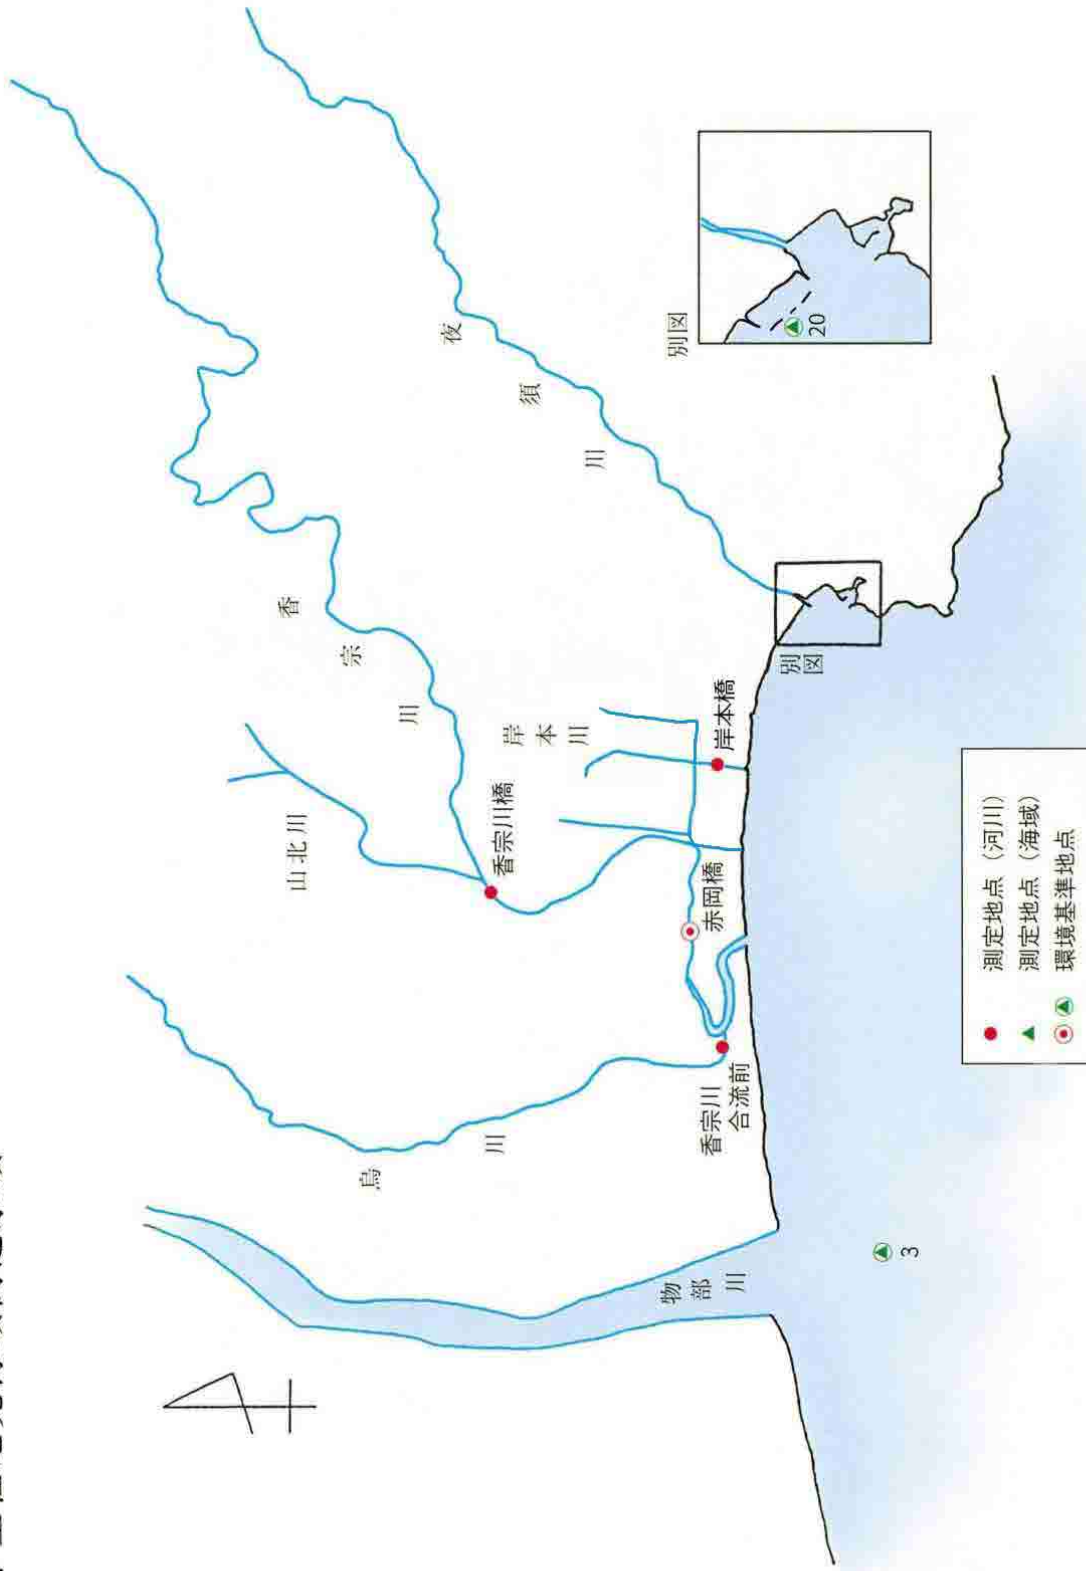 夜須川
香宗川
山北川
岸本川
烏川
物部川
香宗川橋
岸本橋
赤岡橋
香宗川
合流前
別図
別図
20
3
測定地点（河川）
測定地点（海域）
環境基準地点